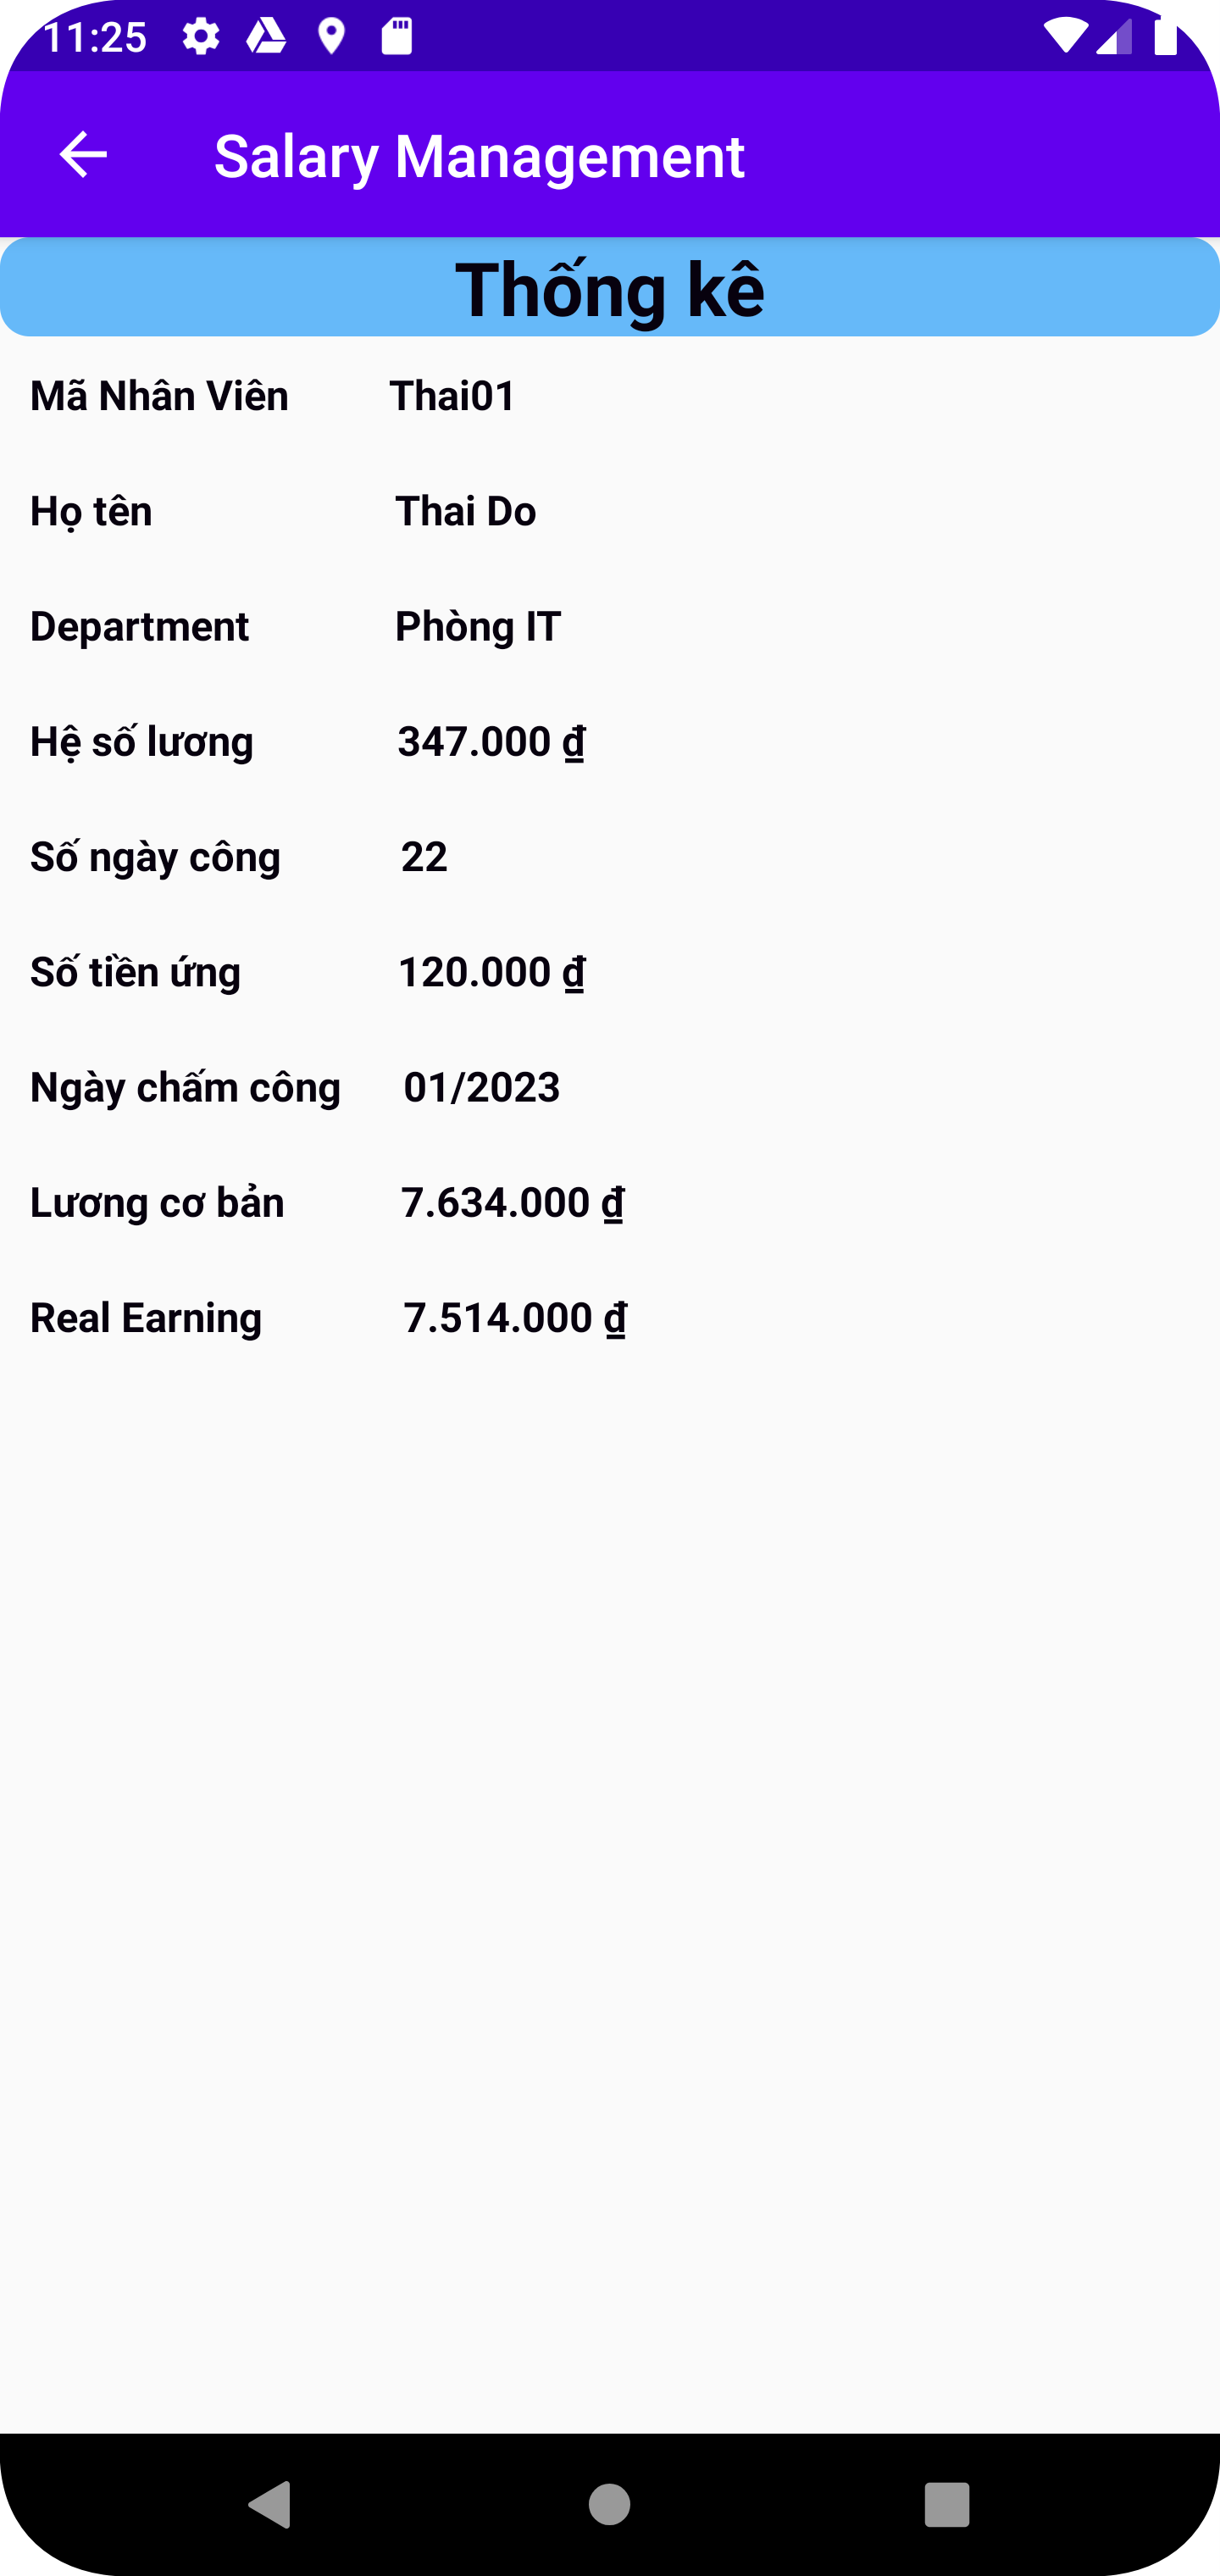 11:25
Salary Management
Thống kê
Mã Nhân Viên Thai01
Họ tên Thai Do
Department Phòng IT
Hệ số lương 347.000 ₫
Số ngày công 22
Số tiền ứng 120.000 ₫
Ngày chấm công 01/2023
Lương cơ bản 7.634.000 ₫
Real Earning 7.514.000 ₫